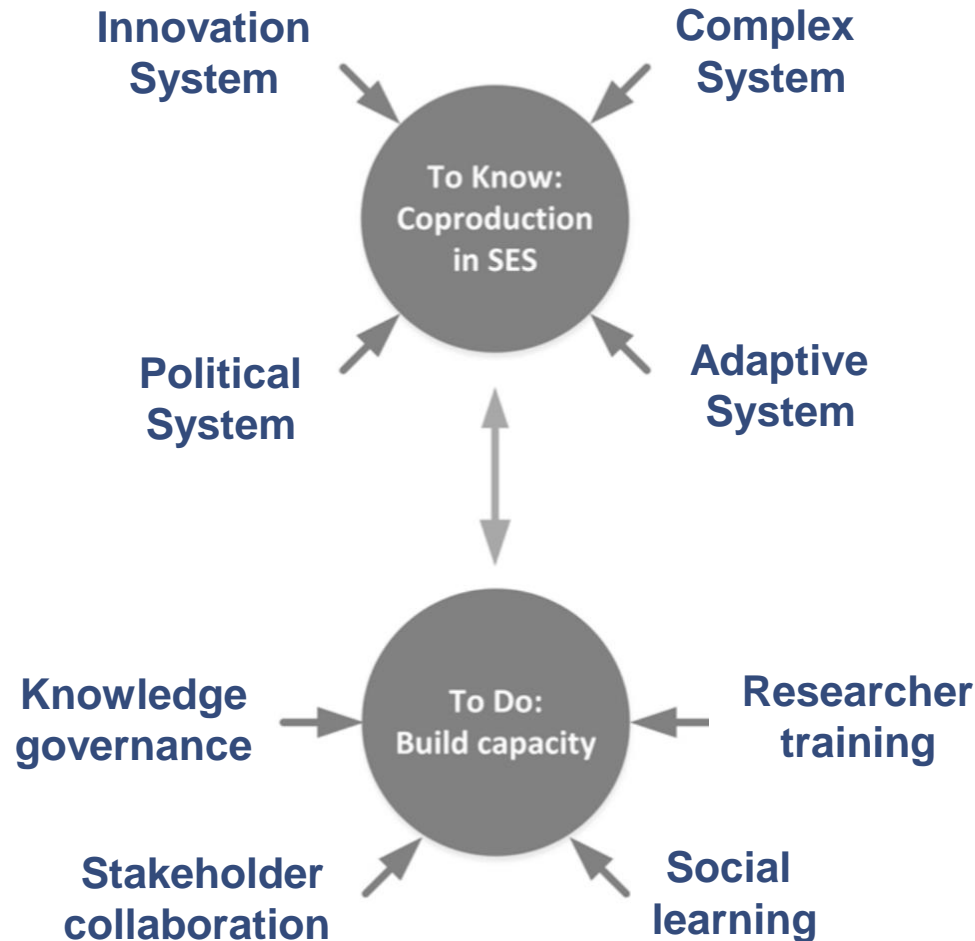 Innovation
System
Complex
System
To Know:
Coproduction
in SES
Political
System
Adaptive
System
Knowledge
governance
To Do:
Build capacity
Researcher
training
Stakeholder
collaboration
Social
learning